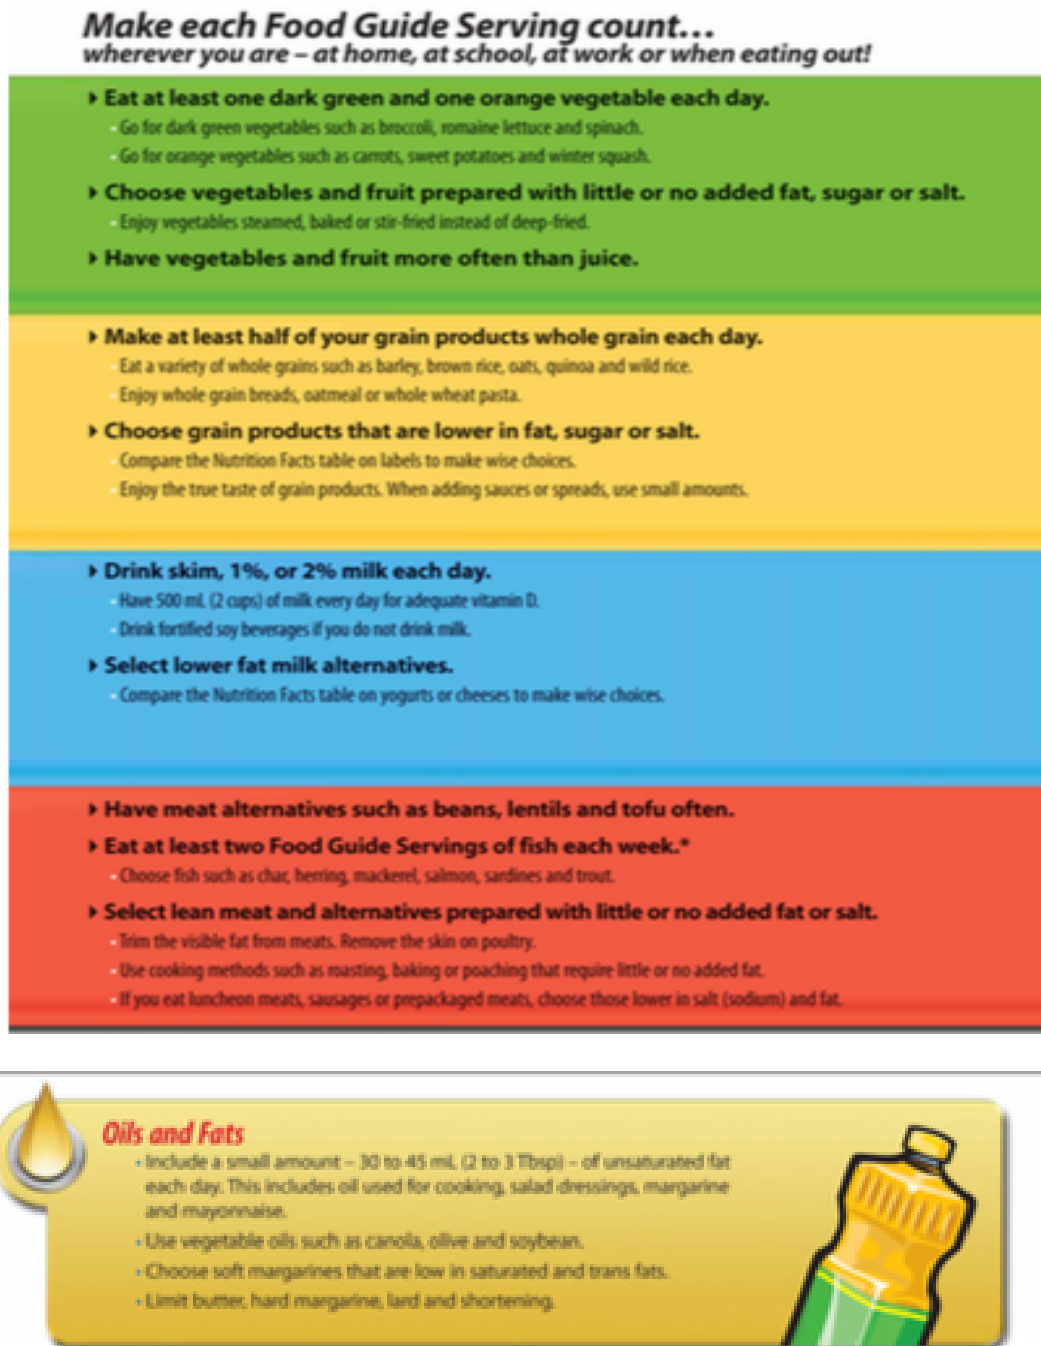 Make each Food Guide Serving count...
wherever you are – at home, at school, at work or when eating out!
Eat at least one dark green and one orange vegetable each day.
- Go for dark green vegetables such as broccoli, romaine lettuce and spinach.
- Go for orange vegetables such as carrots, sweet potatoes and winter squash.
Choose vegetables and fruit prepared with little or no added fat, sugar or salt.
- Enjoy vegetables steamed, baked or stir-fried instead of deep-fried.
Have vegetables and fruit more often than juice.
Make at least half of your grain products whole grain each day.
- Eat a variety of whole grains such as barley, brown rice, oats, quinoa and wild rice.
- Enjoy whole grain breads, oatmeal or whole wheat pasta.
Choose grain products that are lower in fat, sugar or salt.
- Compare the Nutrition Facts table on labels to make wise choices.
- Enjoy the true taste of grain products. When adding sauces or spreads, use small amounts.
Drink skim, 1%, or 2% milk each day.
- Have 500 mL (2 cups) of milk every day for adequate vitamin D.
- Drink fortified soy beverages if you do not drink milk.
Select lower fat milk alternatives.
- Compare the Nutrition Facts table on yogurts or cheeses to make wise choices.
Have meat alternatives such as beans, lentils and tofu often.
Eat at least two Food Guide Servings of fish each week.*
- Choose fish such as char, herring, mackerel, salmon, sardines and trout.
Select lean meat and alternatives prepared with little or no added fat or salt.
- Trim the visible fat from meats. Remove the skin on poultry.
- Use cooking methods such as roasting, baking or poaching that require little or no added fat.
- If you eat luncheon meats, sausages or prepackaged meats, choose those lower in salt (sodium) and fat.
Oils and Fats
• Include a small amount – 30 to 45 mL (2 to 3 Tbsp) – of unsaturated fat
each day. This includes oil used for cooking, salad dressings, margarine
and mayonnaise.
• Use vegetable oils such as canola, olive and soybean.
• Choose soft margarines that are low in saturated and trans fats.
• Limit butter, hard margarine, lard and shortening.